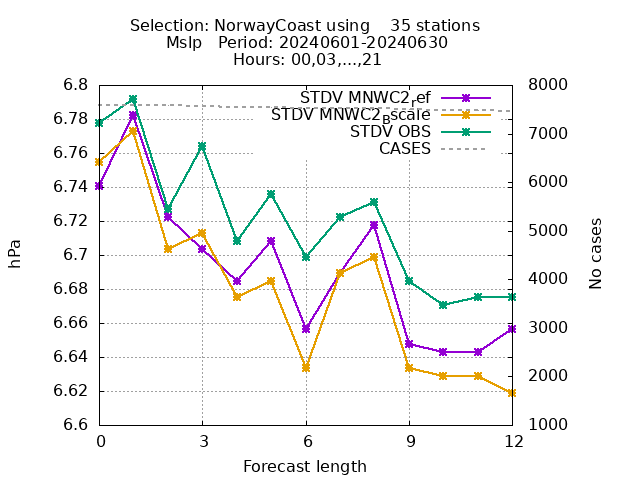 Selection: NorwayCoast using    35 stations
Mslp   Period: 20240601-20240630
Hours: 00,03,...,21
6.8
6.78
6.76
6.74
6.72
6.7
6.68
6.66
6.64
6.62
6.6
hPa
8000
7000
6000
5000
4000
3000
2000
1000
No cases
STDV MNWC2_ref
STDV MNWC2_Bscale
STDV OBS
CASES
0 3 6 9 12
Forecast length